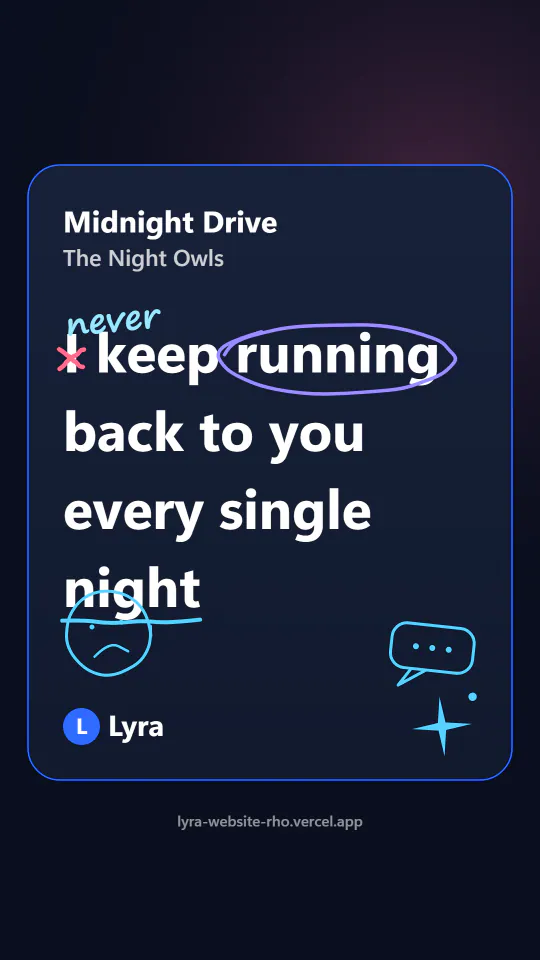 Midnight Drive
The Night Owls
never
I keep running
back to you
every single
night
L Lyra
lyra-website-rho.vercel.app